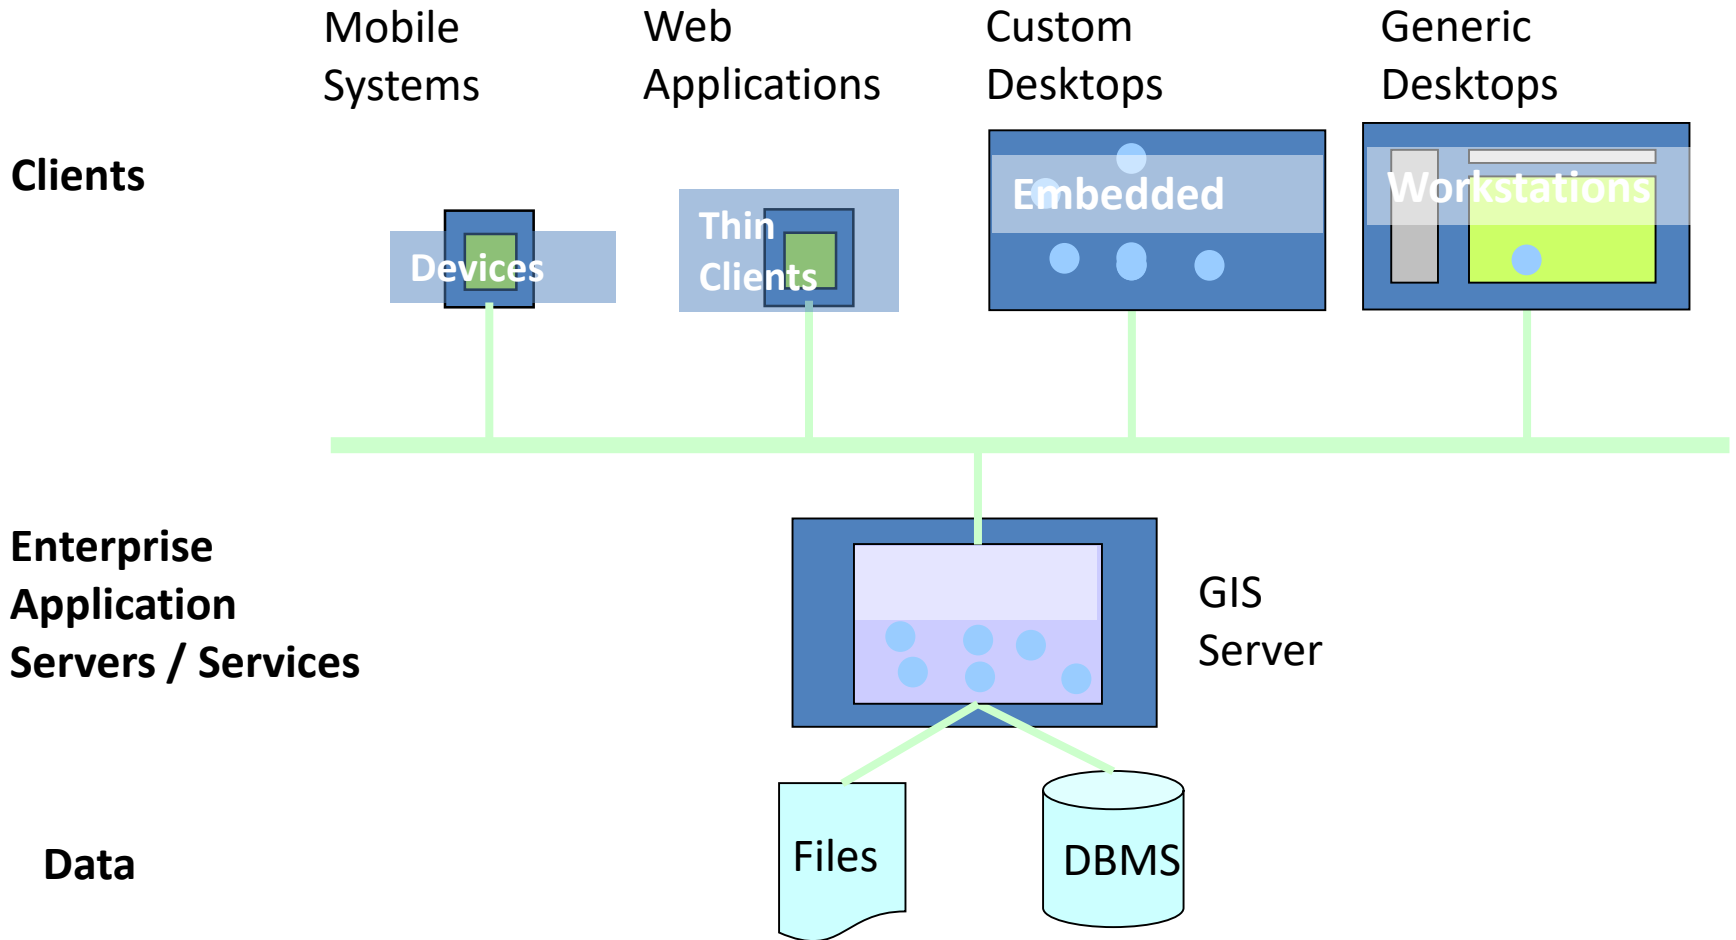 Mobile
Systems
Web
Applications
Custom
Desktops
Generic
Desktops
Clients
Devices
Thin
Clients
Embedded
Workstations
Enterprise
Application
Servers / Services
GIS
Server
Data
Files
DBMS